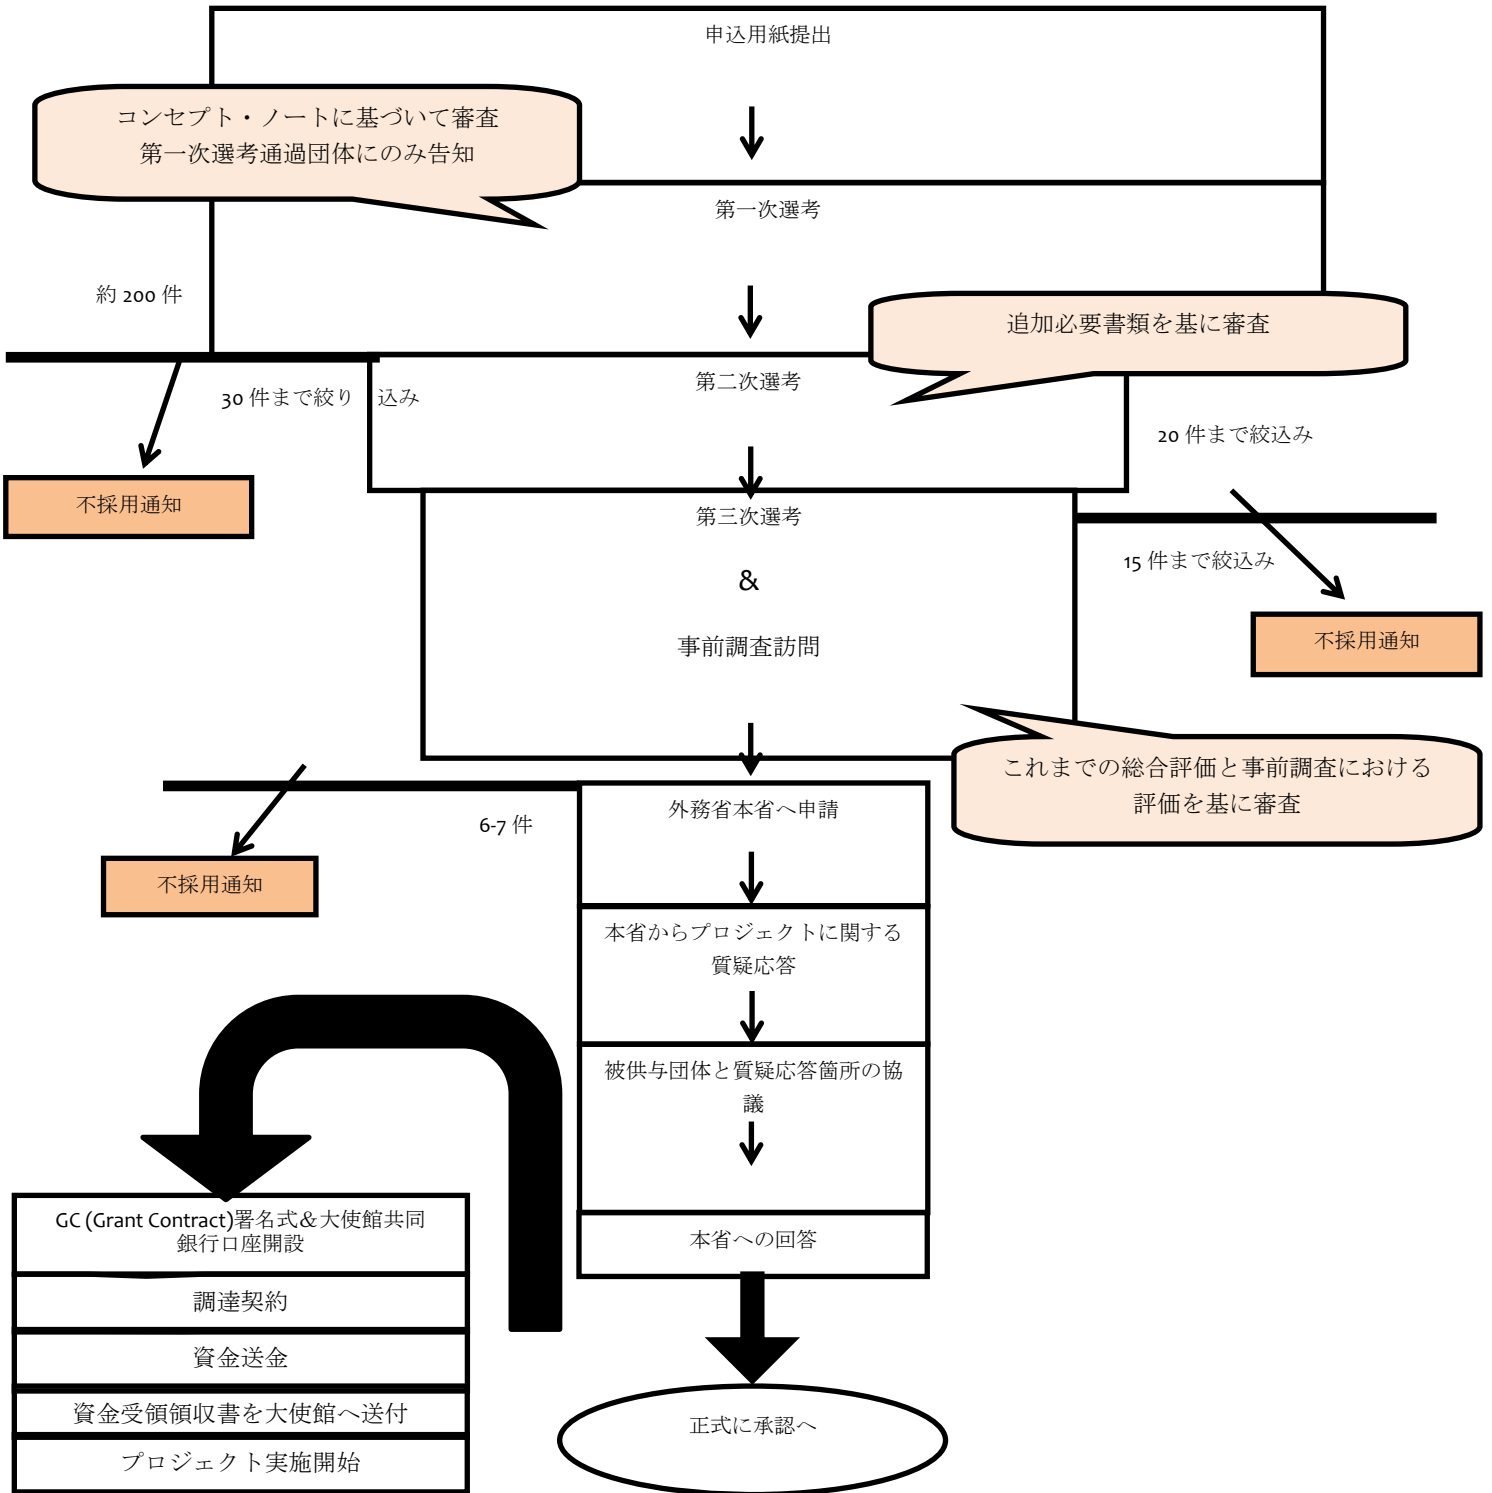 申込用紙提出
コンセプト・ノートに基づいて審査
第一次選考通過団体にのみ告知
第一次選考
約 200 件
追加必要書類を基に審査
第二次選考
30 件まで絞り 込み
20 件まで絞込み
不採用通知
第三次選考
&
事前調査訪問
15 件まで絞込み
不採用通知
これまでの総合評価と事前調査における
評価を基に審査
外務省本省へ申請
6-7 件
不採用通知
本省からプロジェクトに関する
質疑応答
被供与団体と質疑応答箇所の協
議
本省への回答
正式に承認へ
GC (Grant Contract)署名式&大使館共同
銀行口座開設
調達契約
資金送金
資金受領領収書を大使館へ送付
プロジェクト実施開始